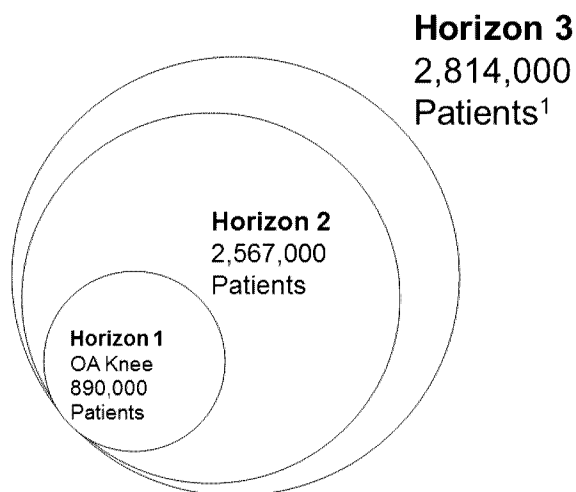 Horizon 3
2,814,000
Patients¹
Horizon 2
2,567,000
Patients
Horizon 1
OA Knee
890,000
Patients